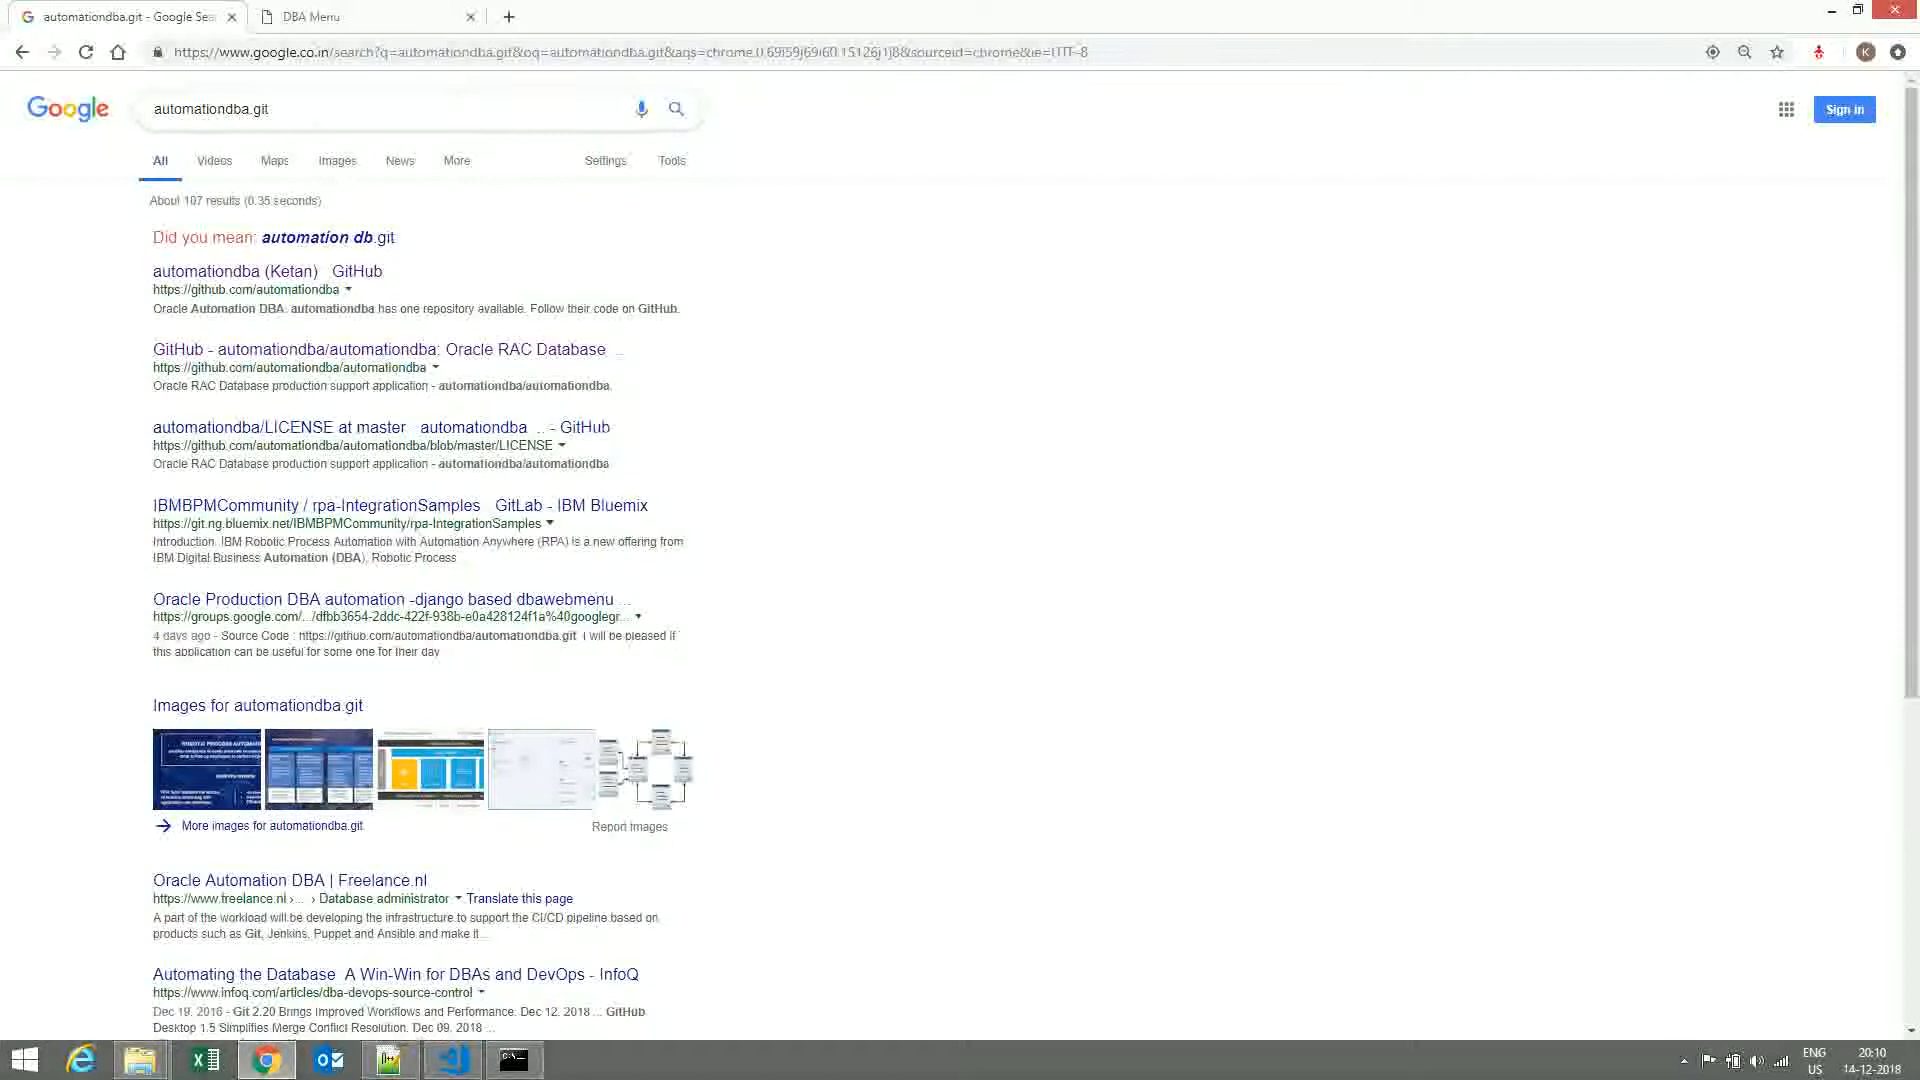 automationdba.git - Google Sea
DBA Menu
https://www.google.co.in/search?q=automationdba.git&oq=automationdba.git&aqs=chrome.0.69i59j69i60.15126j1j8&sourceid=chrome&ie=UTF-8
K
Google
automationdba.git
Sign in
All Videos Maps Images News More Settings Tools
About 107 results (0.35 seconds)
Did you mean: automation db.git
automationdba (Ketan) GitHub
https://github.com/automationdba
Oracle Automation DBA. automationdba has one repository available. Follow their code on GitHub.
GitHub - automationdba/automationdba: Oracle RAC Database ...
https://github.com/automationdba/automationdba
Oracle RAC Database production support application - automationdba/automationdba.
automationdba/LICENSE at master automationdba ... - GitHub
https://github.com/automationdba/automationdba/blob/master/LICENSE
Oracle RAC Database production support application - automationdba/automationdba
IBMBPMCommunity / rpa-IntegrationSamples GitLab - IBM Bluemix
https://git.ng.bluemix.net/IBMBPMCommunity/rpa-IntegrationSamples
Introduction. IBM Robotic Process Automation with Automation Anywhere (RPA) is a new offering from
IBM Digital Business Automation (DBA), Robotic Process
Oracle Production DBA automation -django based dbawebmenu ...
https://groups.google.com/.../dfbb3654-2ddc-422f-938b-e0a428124f1a%40googlegr...
4 days ago - Source Code : https://github.com/automationdba/automationdba.git I will be pleased if
this application can be useful for some one for their day
Images for automationdba.git
More images for automationdba.git
Report images
Oracle Automation DBA | Freelance.nl
https://www.freelance.nl › ... › Database administrator Translate this page
A part of the workload will be developing the infrastructure to support the CI/CD pipeline based on
products such as Git, Jenkins, Puppet and Ansible and make it ...
Automating the Database A Win-Win for DBAs and DevOps - InfoQ
https://www.infoq.com/articles/dba-devops-source-control
Dec 19, 2016 - Git 2.20 Brings Improved Workflows and Performance. Dec 12, 2018 ... GitHub
Desktop 1.5 Simplifies Merge Conflict Resolution. Dec 09, 2018 ...
ENG 20:10
US 14-12-2018